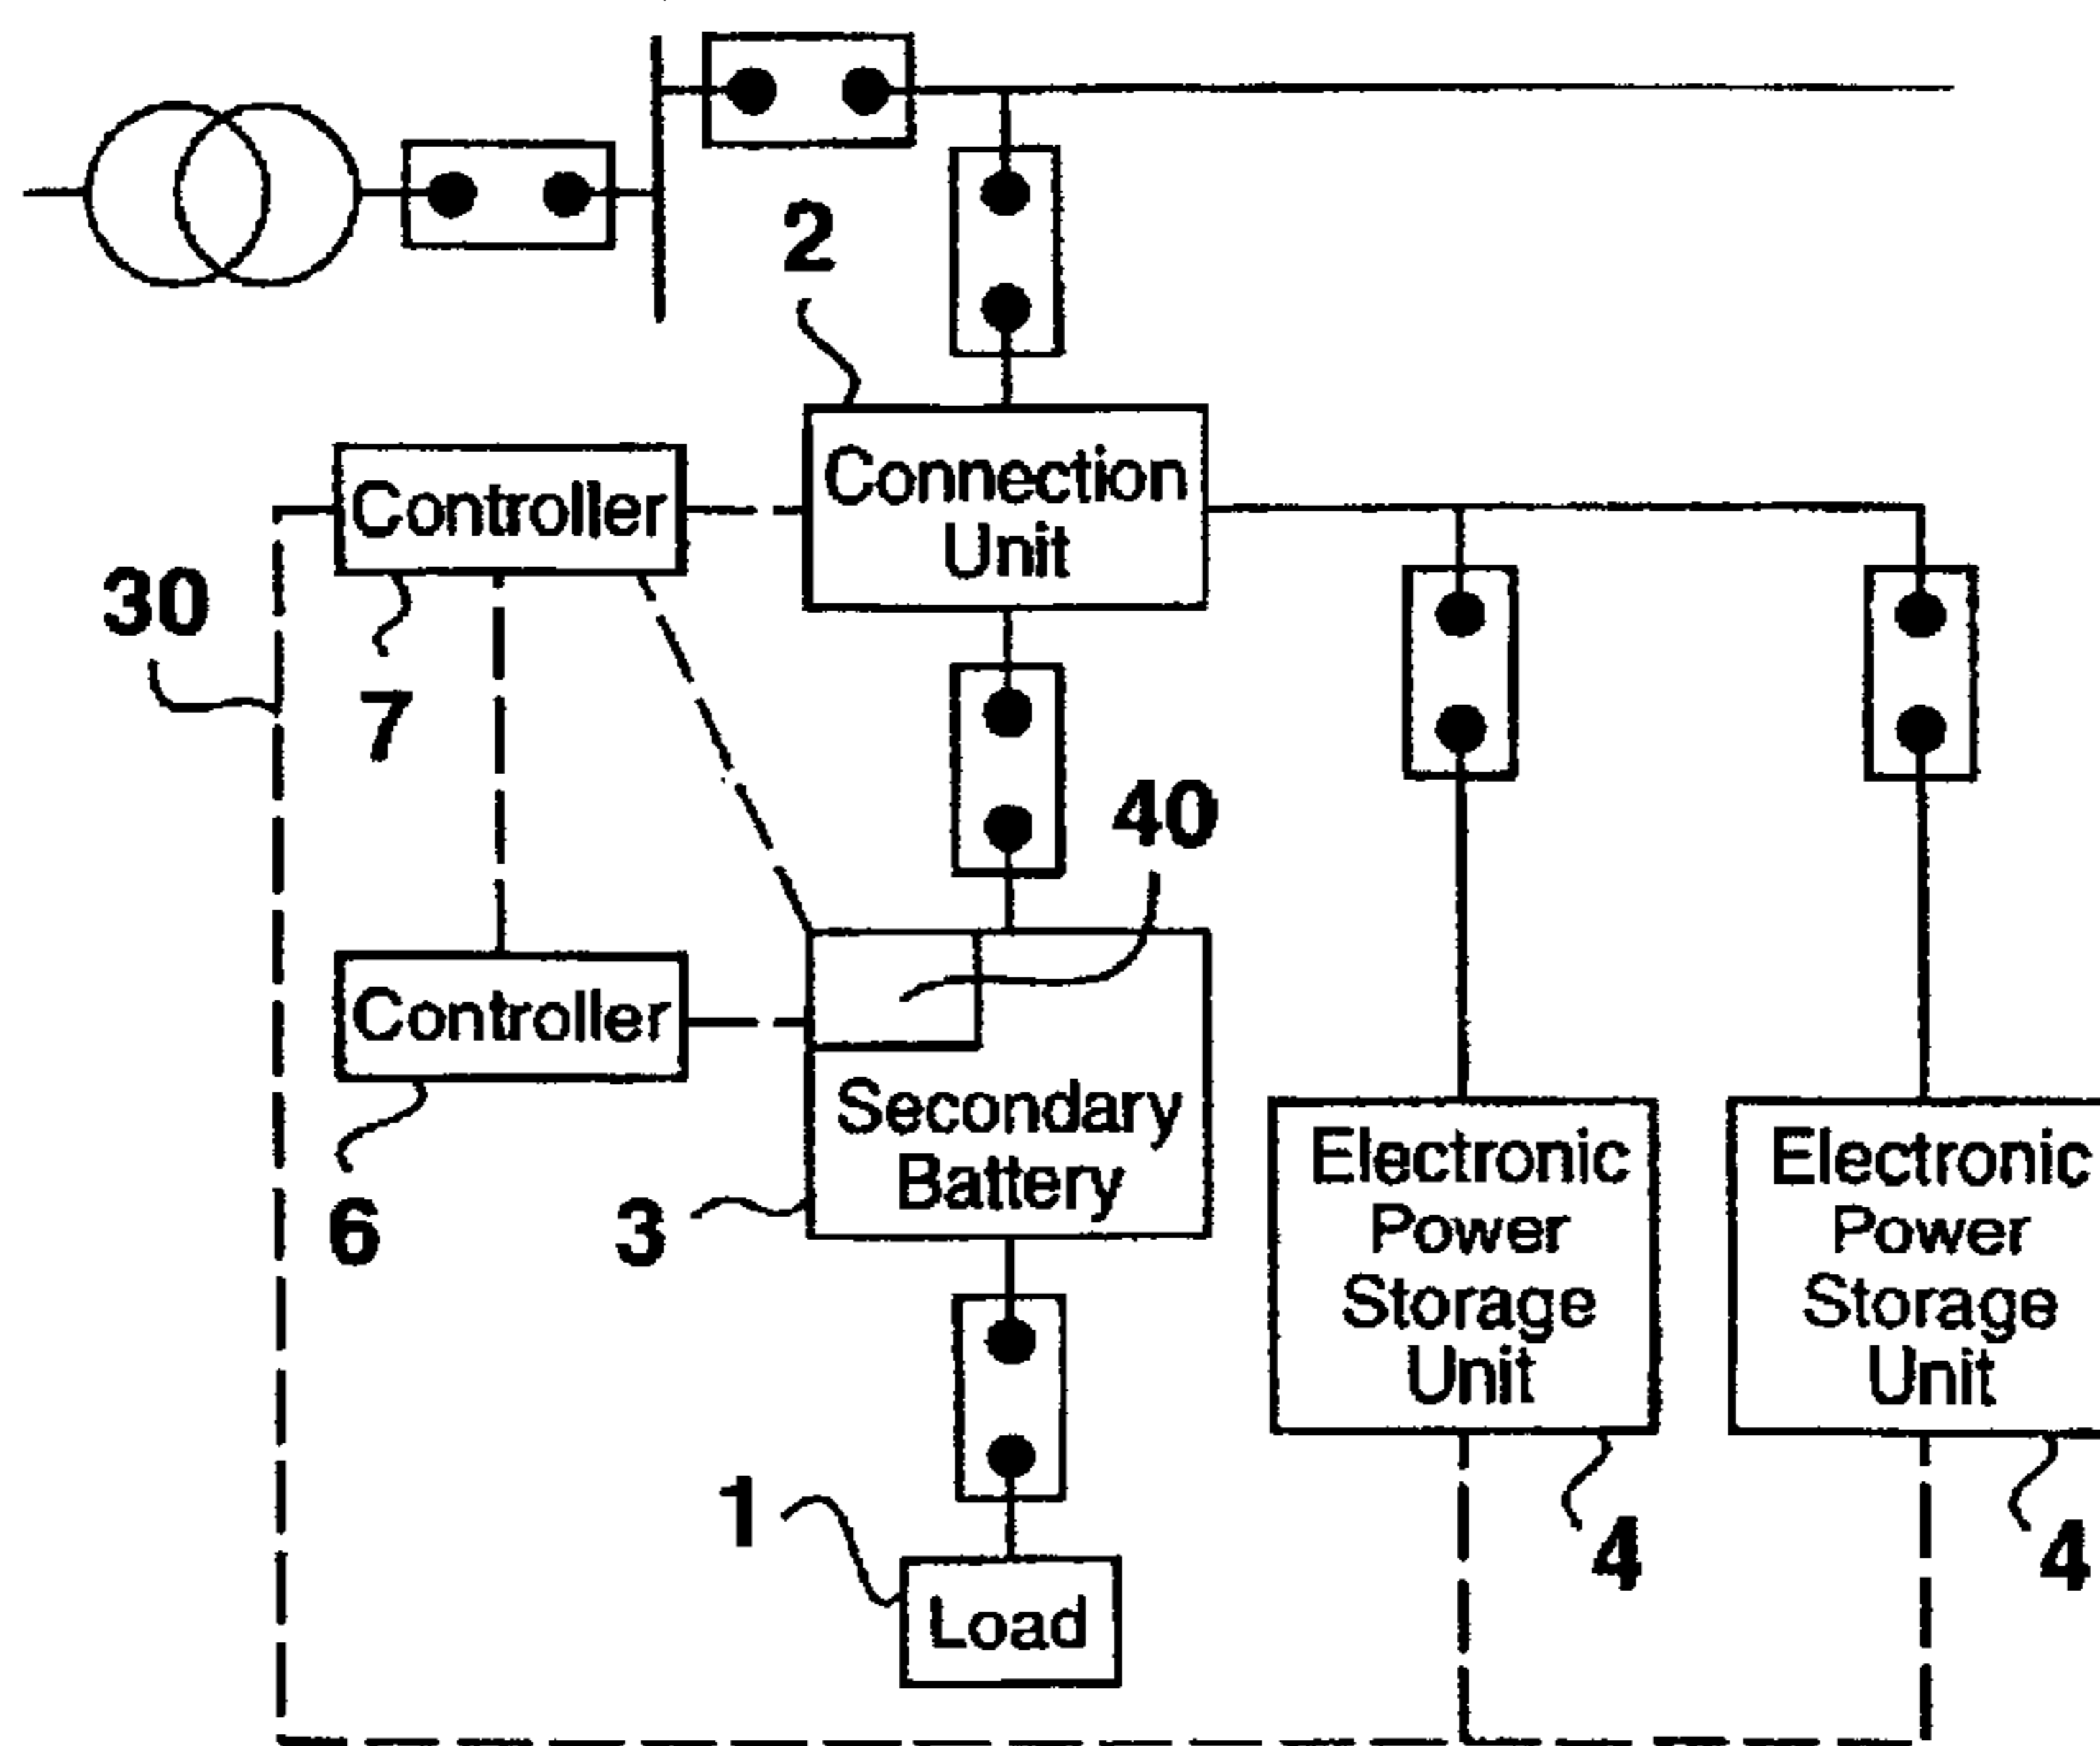 2
Connection
Unit
Controller
30
7
40
Controller
Secondary
Battery
6
3
Electronic
Power
Storage
Unit
Electronic
Power
Storage
Unit
1
4
4
Load